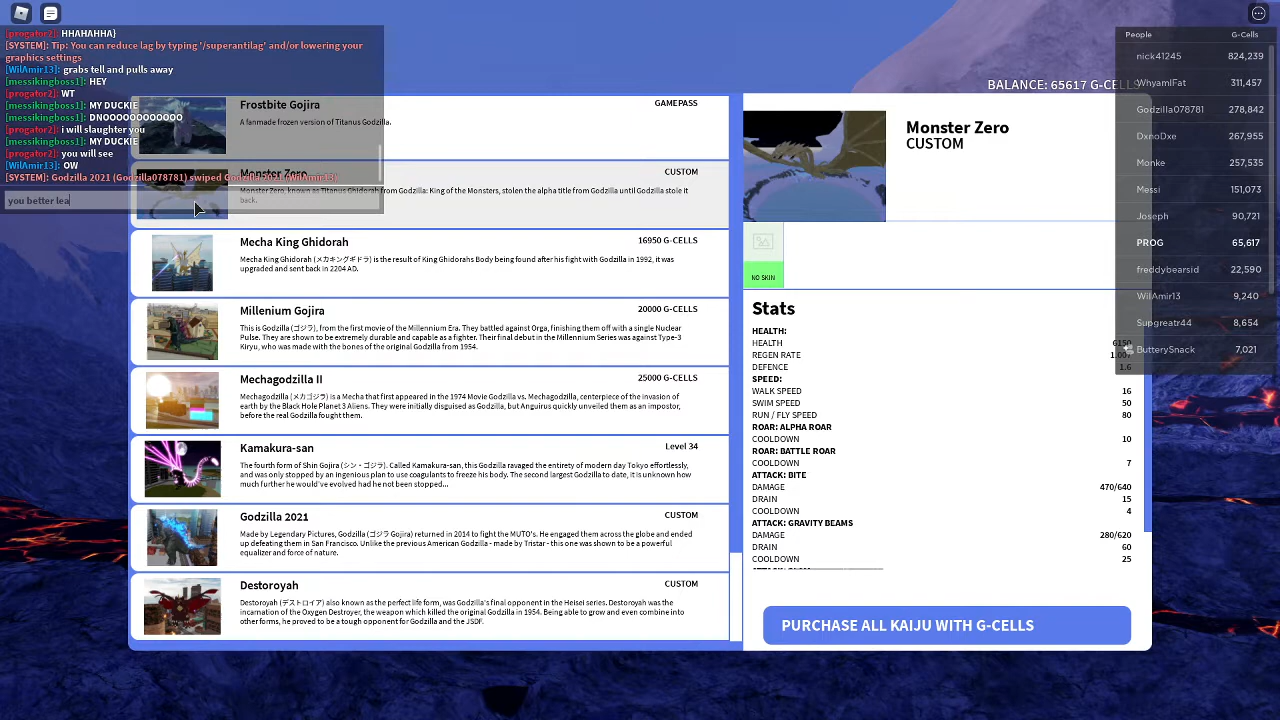 [progator2]: HHAHAHHA}
[SYSTEM]: Tip: You can reduce lag by typing '/superantilag' and/or lowering your
graphics settings
[WilAmir13]: grabs tell and pulls away
[messikingboss1]: HEY
[progator2]: WT
[messikingboss1]: MY DUCKIE
[messikingboss1]: DNOOOOOOOOOOOO
[progator2]: i will slaughter you
[messikingboss1]: MY DUCKIE
[progator2]: you will see
[WilAmir13]: OW
[SYSTEM]: Godzilla 2021 (Godzilla078781) swiped Godzilla 2021 (WilAmir13)
you better lea
Frostbite Gojira
GAMEPASS
A fanmade frozen version of Titanus Godzilla.
Monster Zero
CUSTOM
Monster Zero, known as Titanus Ghidorah from Godzilla: King of the Monsters, stolen the alpha title from Godzilla until Godzilla stole it
back.
Mecha King Ghidorah
16950 G-CELLS
Mecha King Ghidorah (メカキングギドラ) is the result of King Ghidorahs Body being found after his fight with Godzilla in 1992, it was
upgraded and sent back in 2204 AD.
Millenium Gojira
20000 G-CELLS
This is Godzilla (ゴジラ), from the first movie of the Millennium Era. They battled against Orga, finishing them off with a single Nuclear
Pulse. They are shown to be extremely durable and capable as a fighter. Their final debut in the Millennium Series was against Type-3
Kiryu, who was made with the bones of the original Godzilla from 1954.
Mechagodzilla II
25000 G-CELLS
Mechagodzilla (メカゴジラ) is a Mecha that first appeared in the 1974 Movie Godzilla vs. Mechagodzilla, centerpiece of the invasion of
earth by the Black Hole Planet 3 Aliens. They were initially disguised as Godzilla, but Anguirus quickly unveiled them as an impostor,
before the real Godzilla fought them.
Kamakura-san
Level 34
The fourth form of Shin Gojira (シン・ゴジラ). Called Kamakura-san, this Godzilla ravaged the entirety of modern day Tokyo effortlessly,
and was only stopped by an ingenious plan to use coagulants to freeze his body. The second largest Godzilla to date, it is unknown how
much further he would've evolved had he not been stopped...
Godzilla 2021
CUSTOM
Made by Legendary Pictures, Godzilla (ゴジラ Gojira) returned in 2014 to fight the MUTO's. He engaged them across the globe and ended
up defeating them in San Francisco. Unlike the previous American Godzilla - made by Tristar - this one was shown to be a powerful
equalizer and force of nature.
Destoroyah
CUSTOM
Destoroyah (デストロイア) also known as the perfect life form, was Godzilla's final opponent in the Heisei series. Destoroyah was the
incarnation of the Oxygen Destroyer, the weapon which killed the original Godzilla in 1954. Being able to grow and even combine into
other forms, he proved to be a tough opponent for Godzilla and the JSDF.
BALANCE: 65617 G-CELLS
Monster Zero
CUSTOM
NO SKIN
Stats
HEALTH:
HEALTH 6150
REGEN RATE 1.007
DEFENCE 1.6
SPEED:
WALK SPEED 16
SWIM SPEED 50
RUN / FLY SPEED 80
ROAR: ALPHA ROAR
COOLDOWN 10
ROAR: BATTLE ROAR
COOLDOWN 7
ATTACK: BITE
DAMAGE 470/640
DRAIN 15
COOLDOWN 4
ATTACK: GRAVITY BEAMS
DAMAGE 280/620
DRAIN 60
COOLDOWN 25
PURCHASE ALL KAIJU WITH G-CELLS
People G-Cells
nick41245 824,239
WhyamIFat 311,457
Godzilla078781 278,842
DxnoDxe 267,955
Monke 257,535
Messi 151,073
Joseph 90,721
PROG 65,617
freddybearsid 22,590
WilAmir13 9,240
Supgreatr44 8,654
ButterySnack 7,021